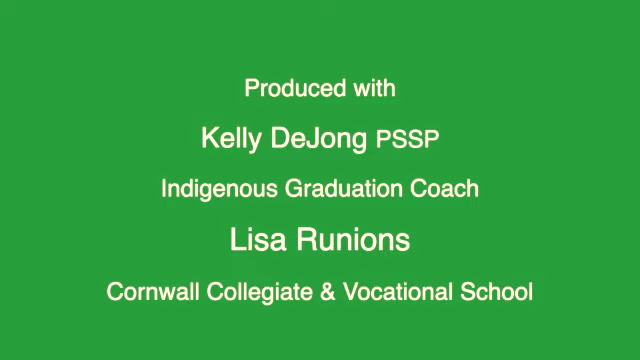 Produced with
Kelly DeJong PSSP
Indigenous Graduation Coach
Lisa Runions
Cornwall Collegiate & Vocational School